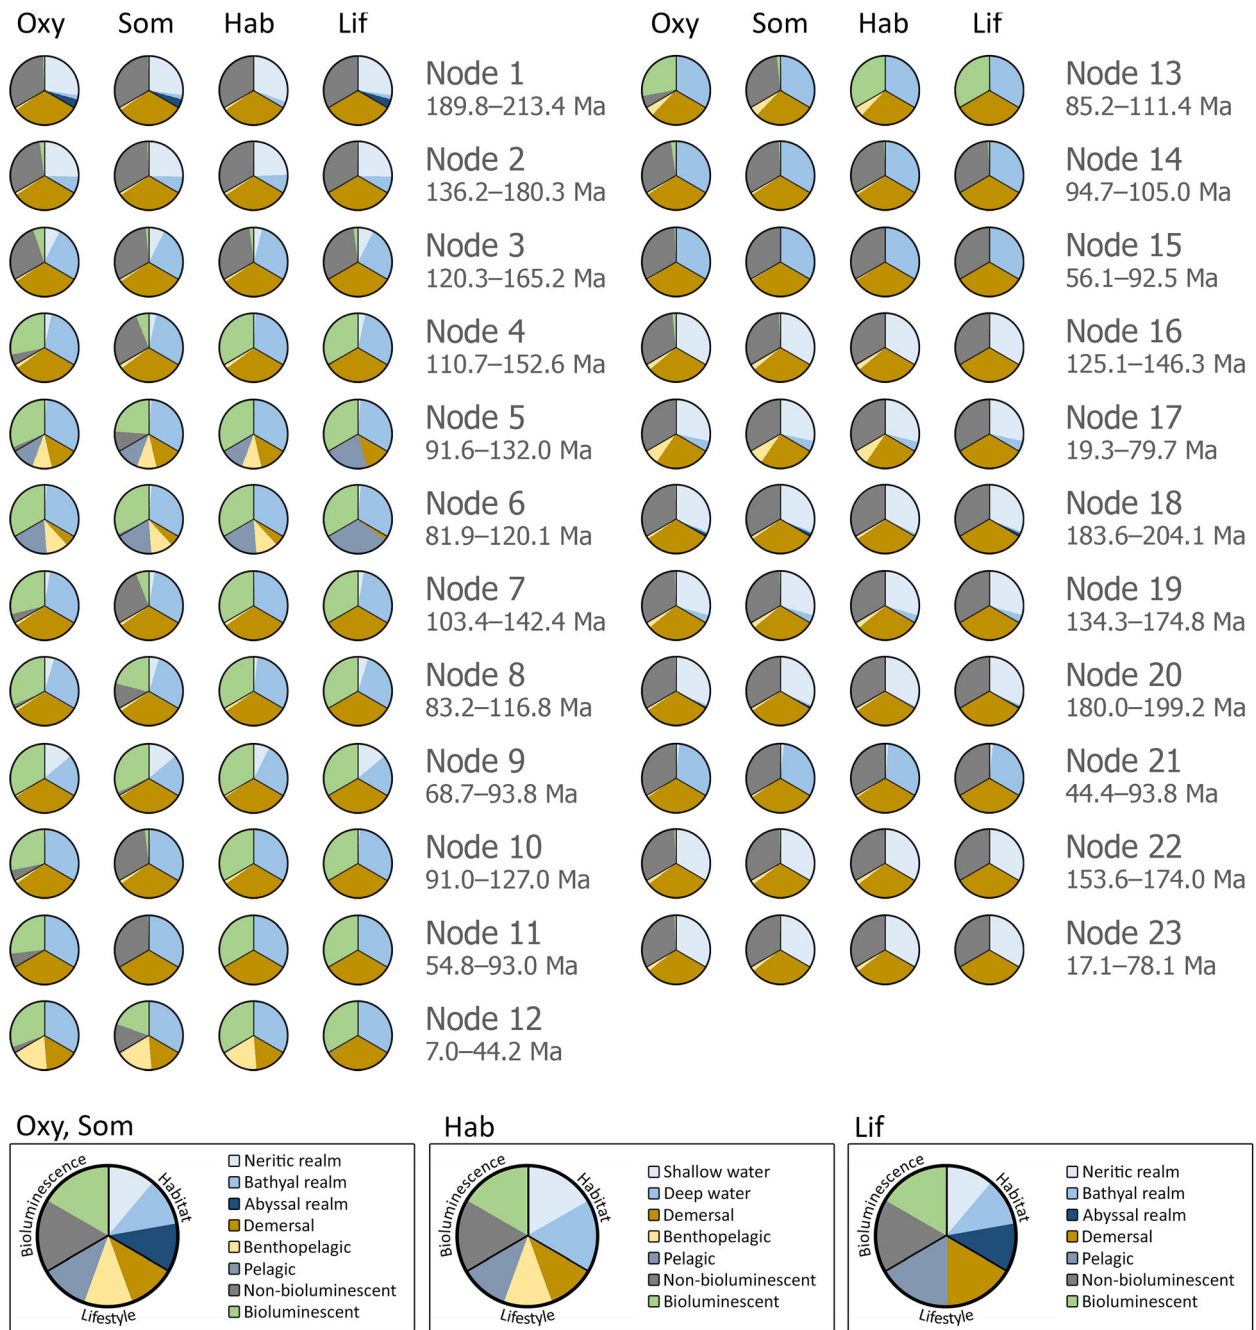 Oxy Som Hab Lif
Node 1
189.8–213.4 Ma
Node 2
136.2–180.3 Ma
Node 3
120.3–165.2 Ma
Node 4
110.7–152.6 Ma
Node 5
91.6–132.0 Ma
Node 6
81.9–120.1 Ma
Node 7
103.4–142.4 Ma
Node 8
83.2–116.8 Ma
Node 9
68.7–93.8 Ma
Node 10
91.0–127.0 Ma
Node 11
54.8–93.0 Ma
Node 12
7.0–44.2 Ma
Oxy Som Hab Lif
Node 13
85.2–111.4 Ma
Node 14
94.7–105.0 Ma
Node 15
56.1–92.5 Ma
Node 16
125.1–146.3 Ma
Node 17
19.3–79.7 Ma
Node 18
183.6–204.1 Ma
Node 19
134.3–174.8 Ma
Node 20
180.0–199.2 Ma
Node 21
44.4–93.8 Ma
Node 22
153.6–174.0 Ma
Node 23
17.1–78.1 Ma
Oxy, Som
Bioluminescence
Habitat
Lifestyle
Neritic realm
Bathyal realm
Abyssal realm
Demersal
Benthopelagic
Pelagic
Non-bioluminescent
Bioluminescent
Hab
Bioluminescence
Habitat
Lifestyle
Shallow water
Deep water
Demersal
Benthopelagic
Pelagic
Non-bioluminescent
Bioluminescent
Lif
Bioluminescence
Habitat
Lifestyle
Neritic realm
Bathyal realm
Abyssal realm
Demersal
Pelagic
Non-bioluminescent
Bioluminescent